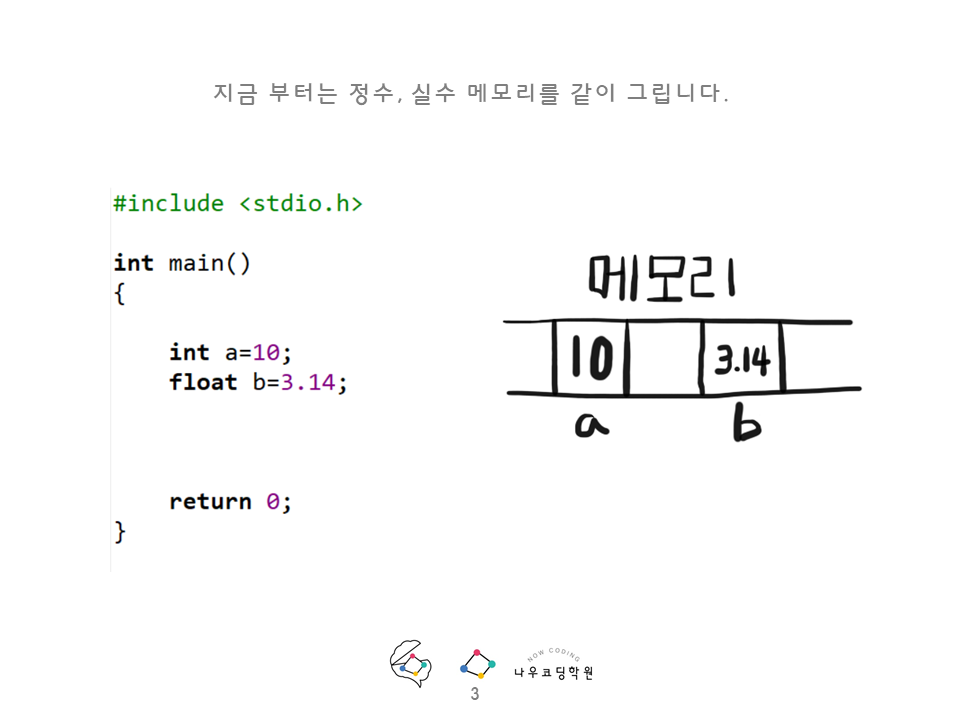 지금 부터는 정수, 실수 메모리를 같이 그립니다.
#include <stdio.h>
int main()
{
int a=10;
float b=3.14;
return 0;
}
메모리
10 3.14
a b
NOW CODING
나우코딩학원
3